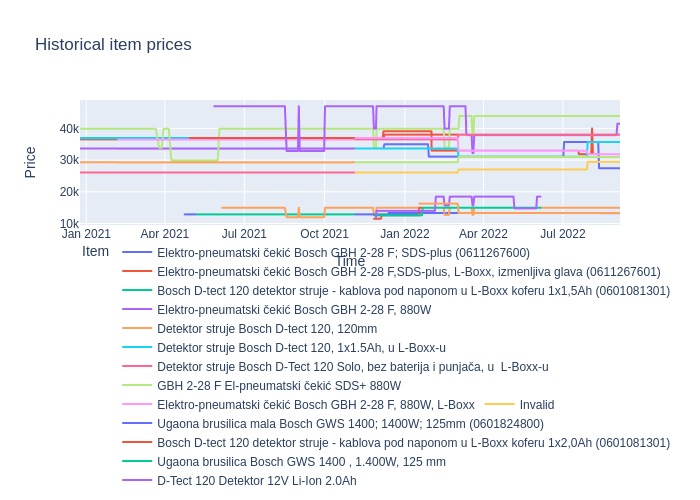 Historical item prices
Price
40k
30k
20k
10k
Jan 2021 Apr 2021 Jul 2021 Oct 2021 Jan 2022 Apr 2022 Jul 2022
Time
Item
Elektro-pneumatski čekić Bosch GBH 2-28 F; SDS-plus (0611267600)
Elektro-pneumatski čekić Bosch GBH 2-28 F,SDS-plus, L-Boxx, izmenljiva glava (0611267601)
Bosch D-tect 120 detektor struje - kablova pod naponom u L-Boxx koferu 1x1,5Ah (0601081301)
Elektro-pneumatski čekić Bosch GBH 2-28 F, 880W
Detektor struje Bosch D-tect 120, 120mm
Detektor struje Bosch D-tect 120, 1x1.5Ah, u L-Boxx-u
Detektor struje Bosch D-Tect 120 Solo, bez baterija i punjača, u L-Boxx-u
GBH 2-28 F El-pneumatski čekić SDS+ 880W
Elektro-pneumatski čekić Bosch GBH 2-28 F, 880W, L-Boxx Invalid
Ugaona brusilica mala Bosch GWS 1400; 1400W; 125mm (0601824800)
Bosch D-tect 120 detektor struje - kablova pod naponom u L-Boxx koferu 1x2,0Ah (0601081301)
Ugaona brusilica Bosch GWS 1400 , 1.400W, 125 mm
D-Tect 120 Detektor 12V Li-Ion 2.0Ah